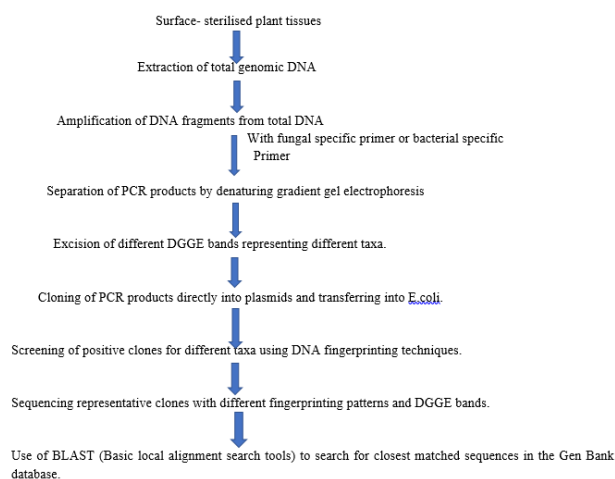 Surface- sterilised plant tissues
Extraction of total genomic DNA
Amplification of DNA fragments from total DNA
With fungal specific primer or bacterial specific
Primer
Separation of PCR products by denaturing gradient gel electrophoresis
Excision of different DGGE bands representing different taxa.
Cloning of PCR products directly into plasmids and transferring into E.coli.
Screening of positive clones for different taxa using DNA fingerprinting techniques.
Sequencing representative clones with different fingerprinting patterns and DGGE bands.
Use of BLAST (Basic local alignment search tools) to search for closest matched sequences in the Gen Bank
database.